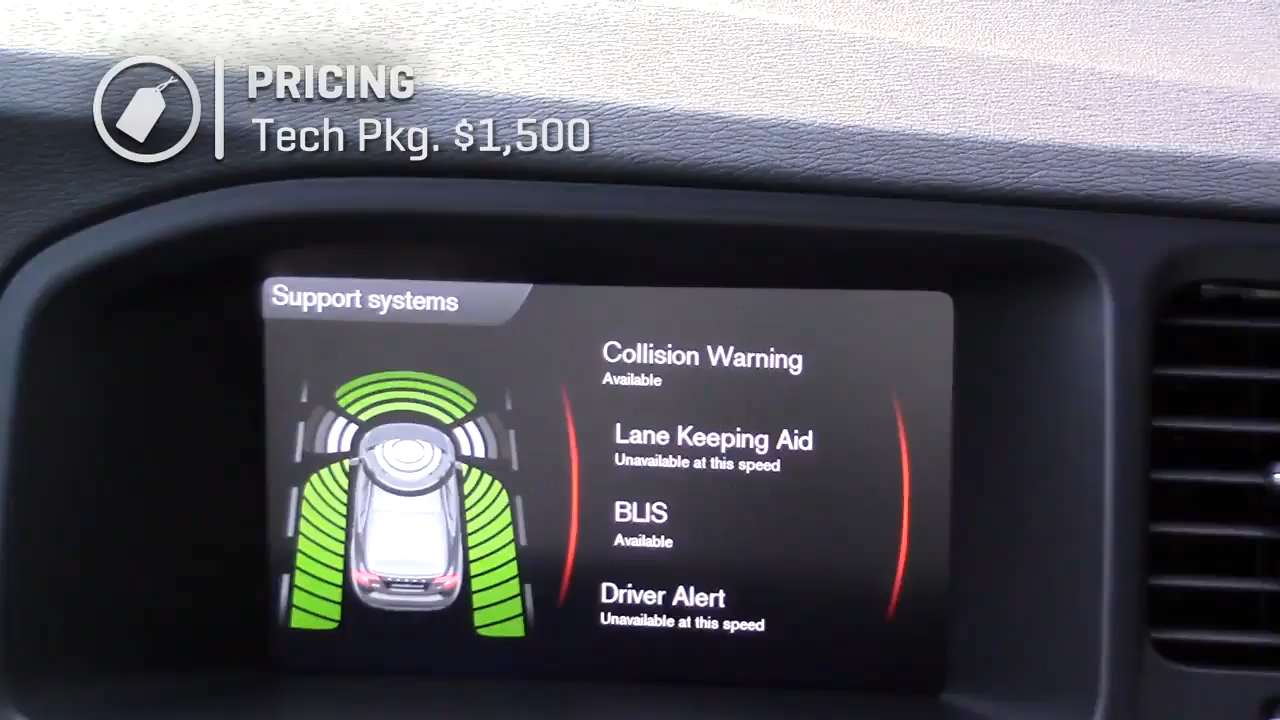 PRICING
Tech Pkg. $1,500
Support systems
Collision Warning
Available
Lane Keeping Aid
Unavailable at this speed
BLIS
Available
Driver Alert
Unavailable at this speed